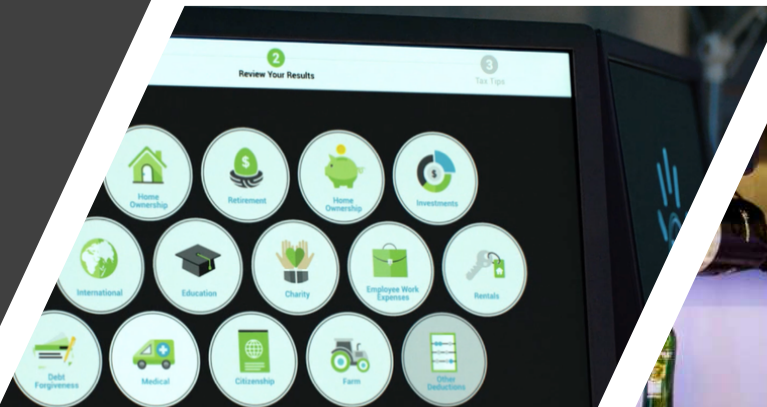 2
Review Your Results
3
Tax Tips
Home
Ownership
$
Retirement
Home
Ownership
$
Investments
International
Education
Charity
Employee Work
Expenses
Rentals
Debt
Forgiveness
Medical
Citizenship
Farm
Other
Deductions